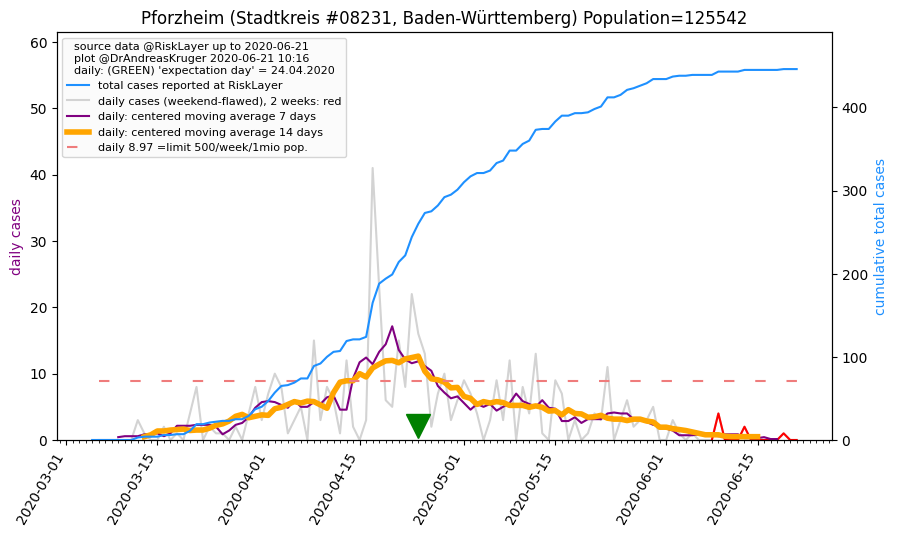 Pforzheim (Stadtkreis #08231, Baden-Württemberg) Population=125542
source data @RiskLayer up to 2020-06-21
plot @DrAndreasKruger 2020-06-21 10:16
daily: (GREEN) 'expectation day' = 24.04.2020
total cases reported at RiskLayer
daily cases (weekend-flawed), 2 weeks: red
daily: centered moving average 7 days
daily: centered moving average 14 days
daily 8.97 =limit 500/week/1mio pop.
daily cases
60
50
40
30
20
10
0
cumulative total cases
400
300
200
100
0
2020-03-01
2020-03-15
2020-04-01
2020-04-15
2020-05-01
2020-05-15
2020-06-01
2020-06-15